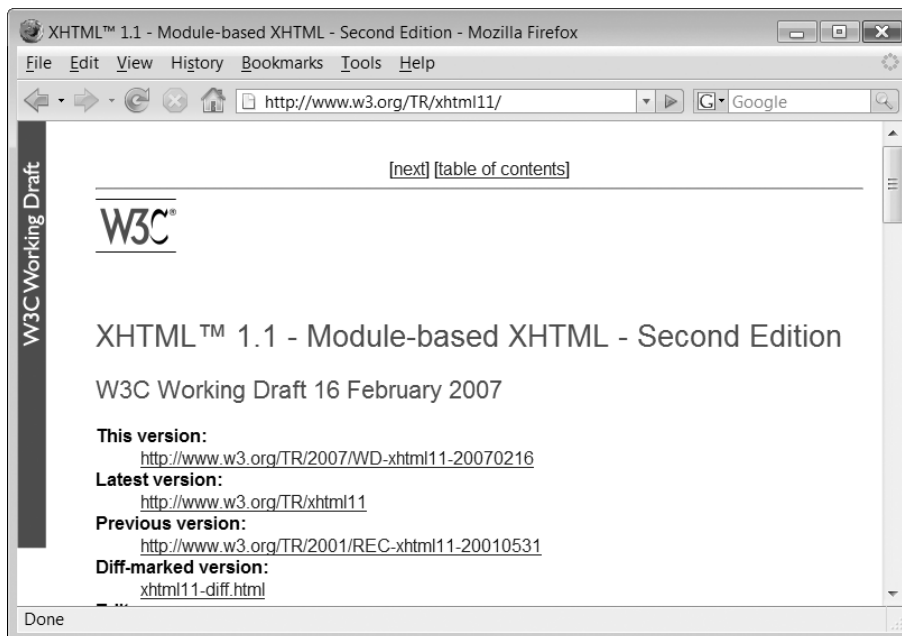 XHTML™ 1.1 - Module-based XHTML - Second Edition - Mozilla Firefox
File Edit View History Bookmarks Tools Help
http://www.w3.org/TR/xhtml11/
G Google
W3C Working Draft
[next] [table of contents]
W3C®
XHTML™ 1.1 - Module-based XHTML - Second Edition
W3C Working Draft 16 February 2007
This version:
http://www.w3.org/TR/2007/WD-xhtml11-20070216
Latest version:
http://www.w3.org/TR/xhtml11
Previous version:
http://www.w3.org/TR/2001/REC-xhtml11-20010531
Diff-marked version:
xhtml11-diff.html
Done